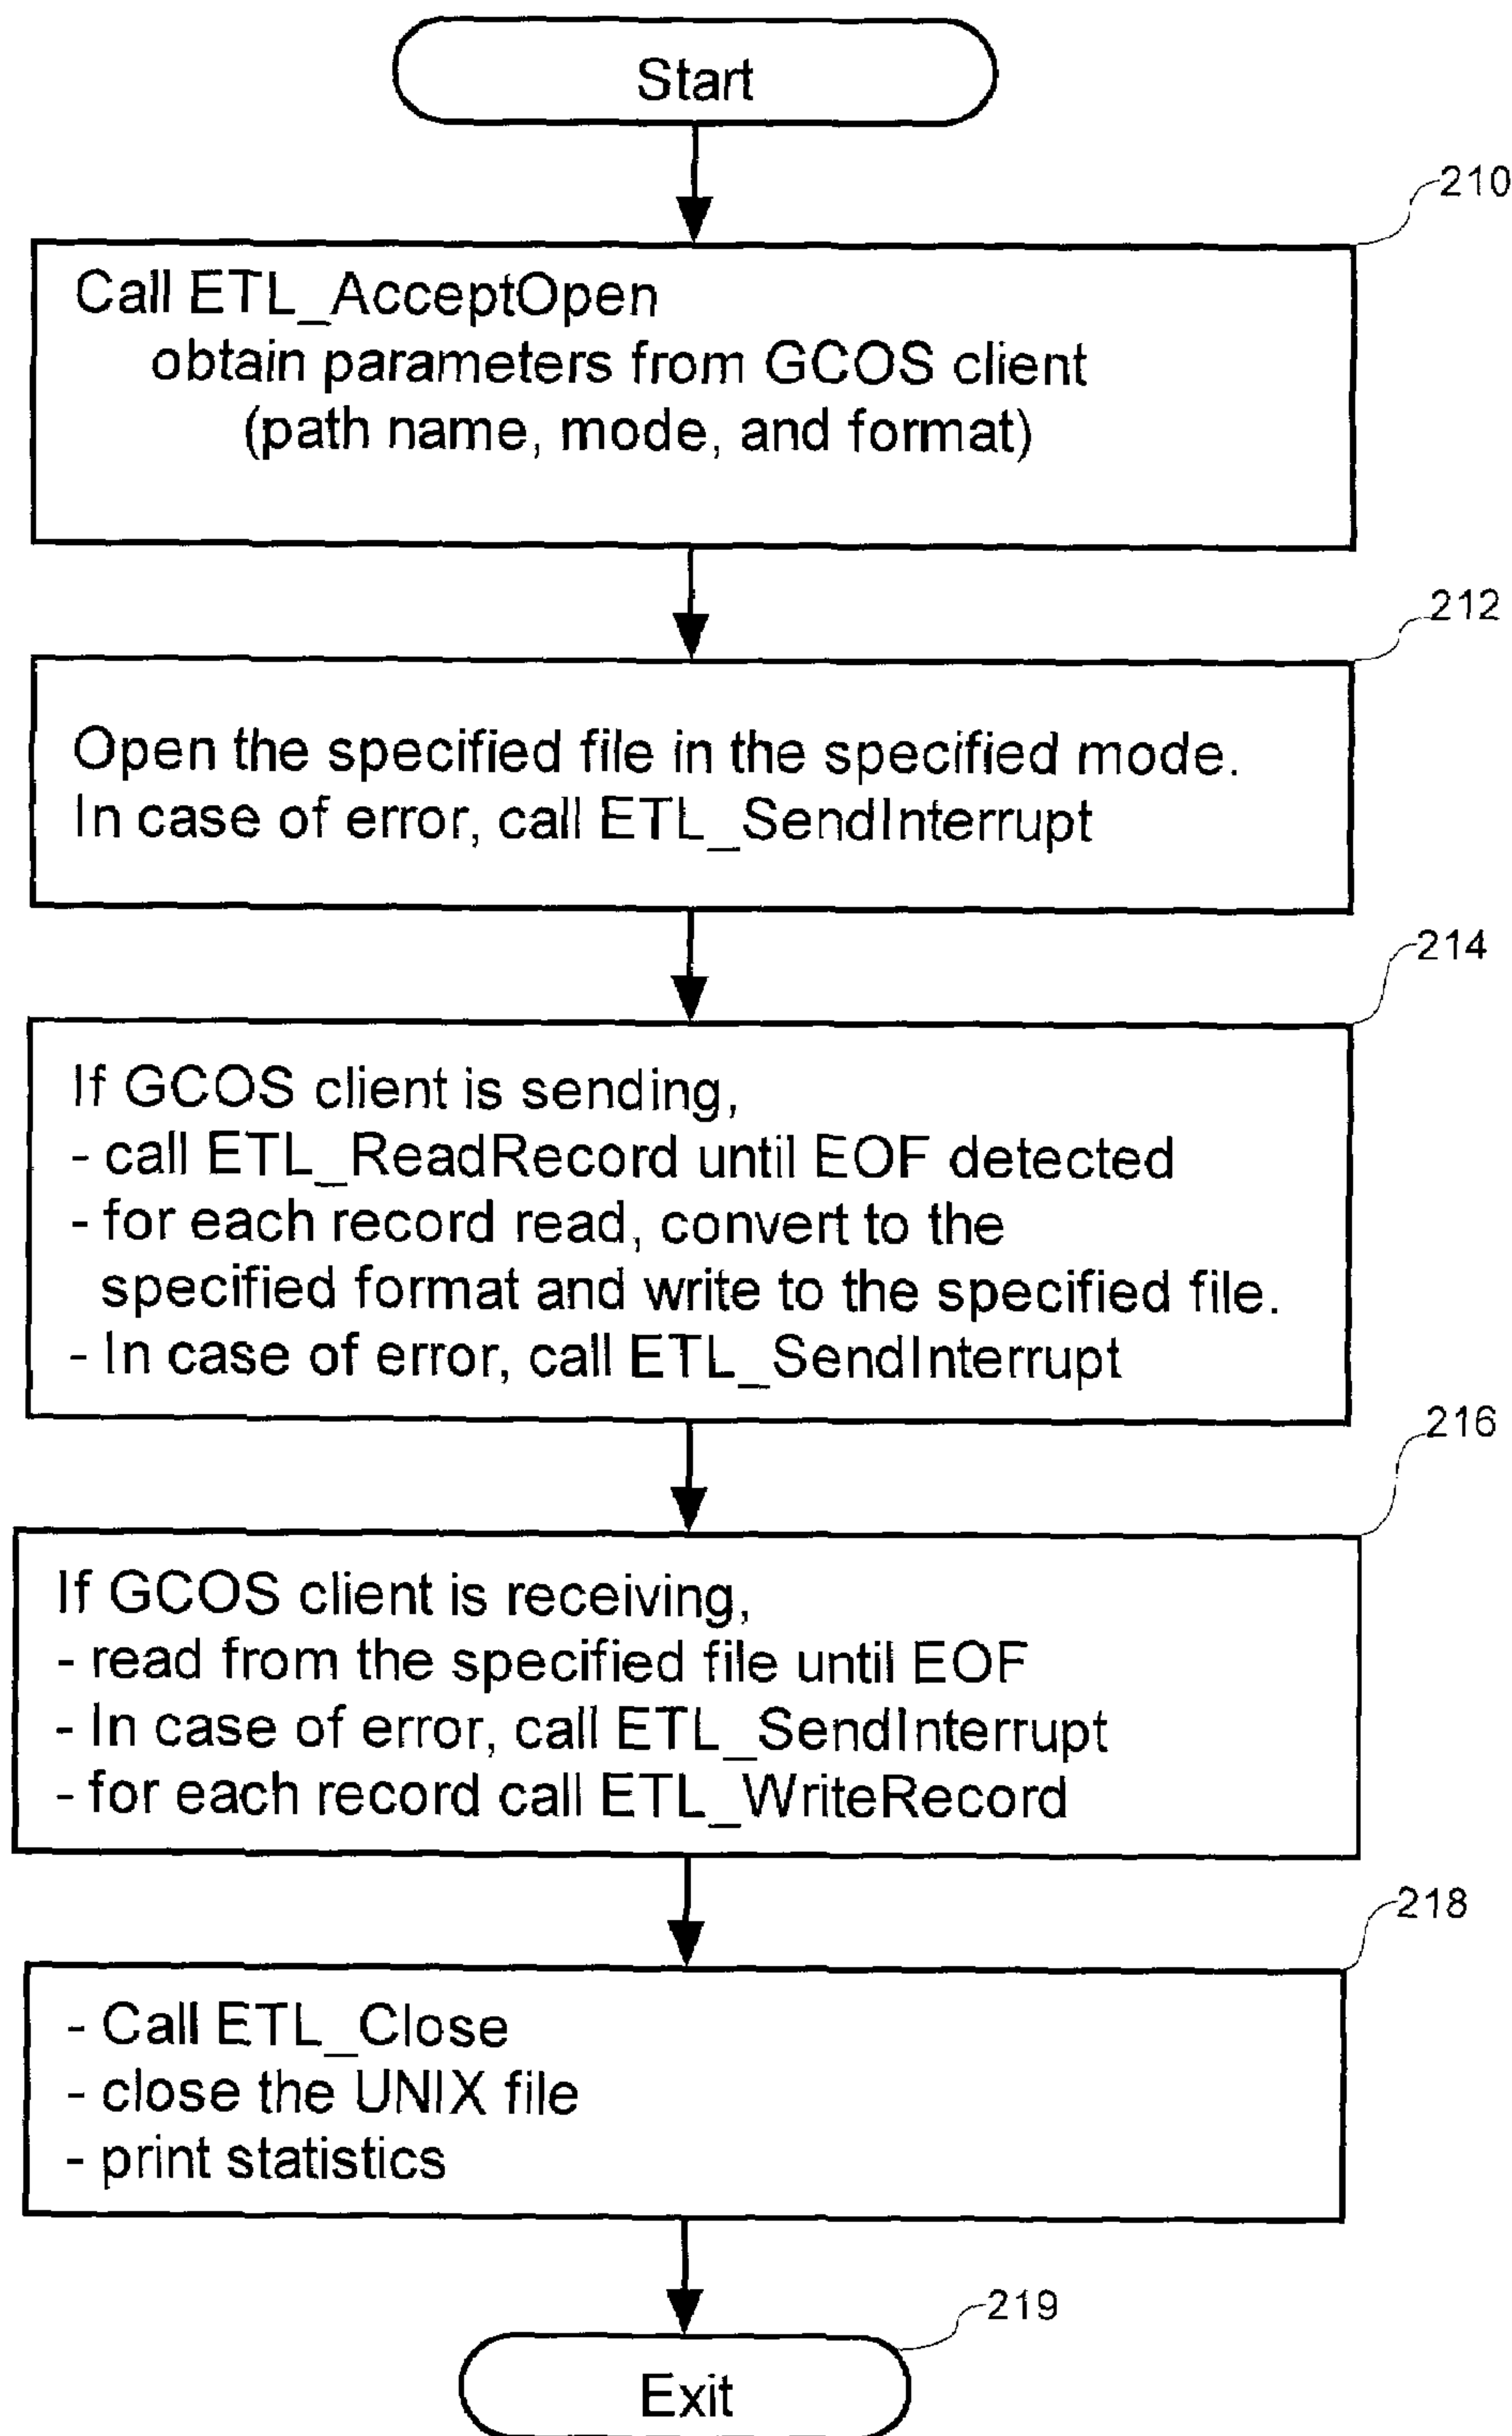 Start
210
Call ETL_AcceptOpen
obtain parameters from GCOS client
(path name, mode, and format)
212
Open the specified file in the specified mode.
In case of error, call ETL_SendInterrupt
214
If GCOS client is sending,
- call ETL_ReadRecord until EOF detected
- for each record read, convert to the
specified format and write to the specified file.
- In case of error, call ETL_SendInterrupt
216
If GCOS client is receiving,
- read from the specified file until EOF
- In case of error, call ETL_SendInterrupt
- for each record call ETL_WriteRecord
218
- Call ETL_Close
- close the UNIX file
- print statistics
219
Exit